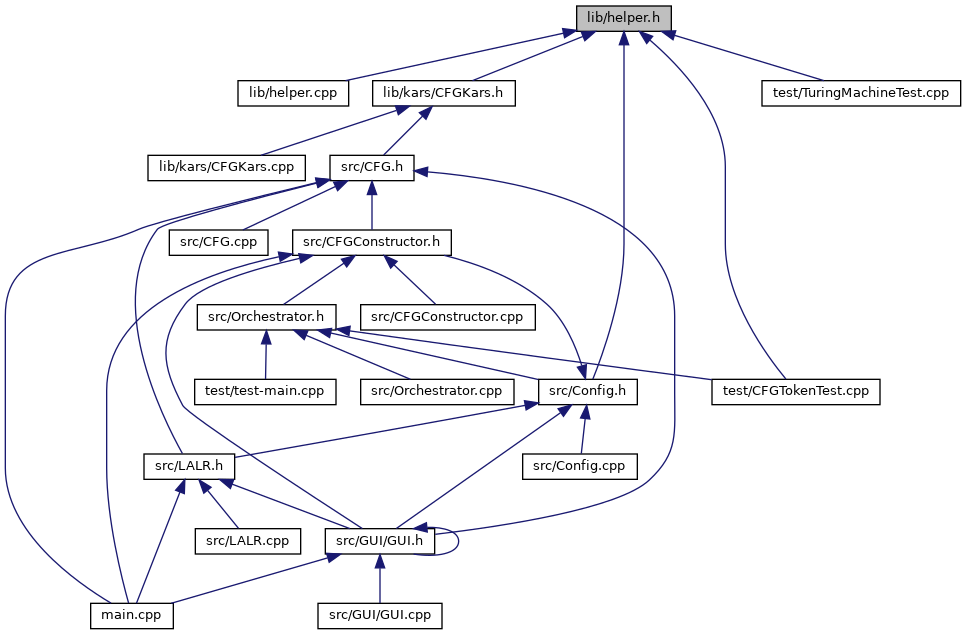 lib/helper.h
lib/helper.cpp
lib/kars/CFGKars.h
test/TuringMachineTest.cpp
lib/kars/CFGKars.cpp
src/CFG.h
src/CFG.cpp
src/CFGConstructor.h
src/Orchestrator.h
src/CFGConstructor.cpp
test/test-main.cpp
src/Orchestrator.cpp
src/Config.h
test/CFGTokenTest.cpp
src/LALR.h
src/Config.cpp
src/LALR.cpp
src/GUI/GUI.h
main.cpp
src/GUI/GUI.cpp